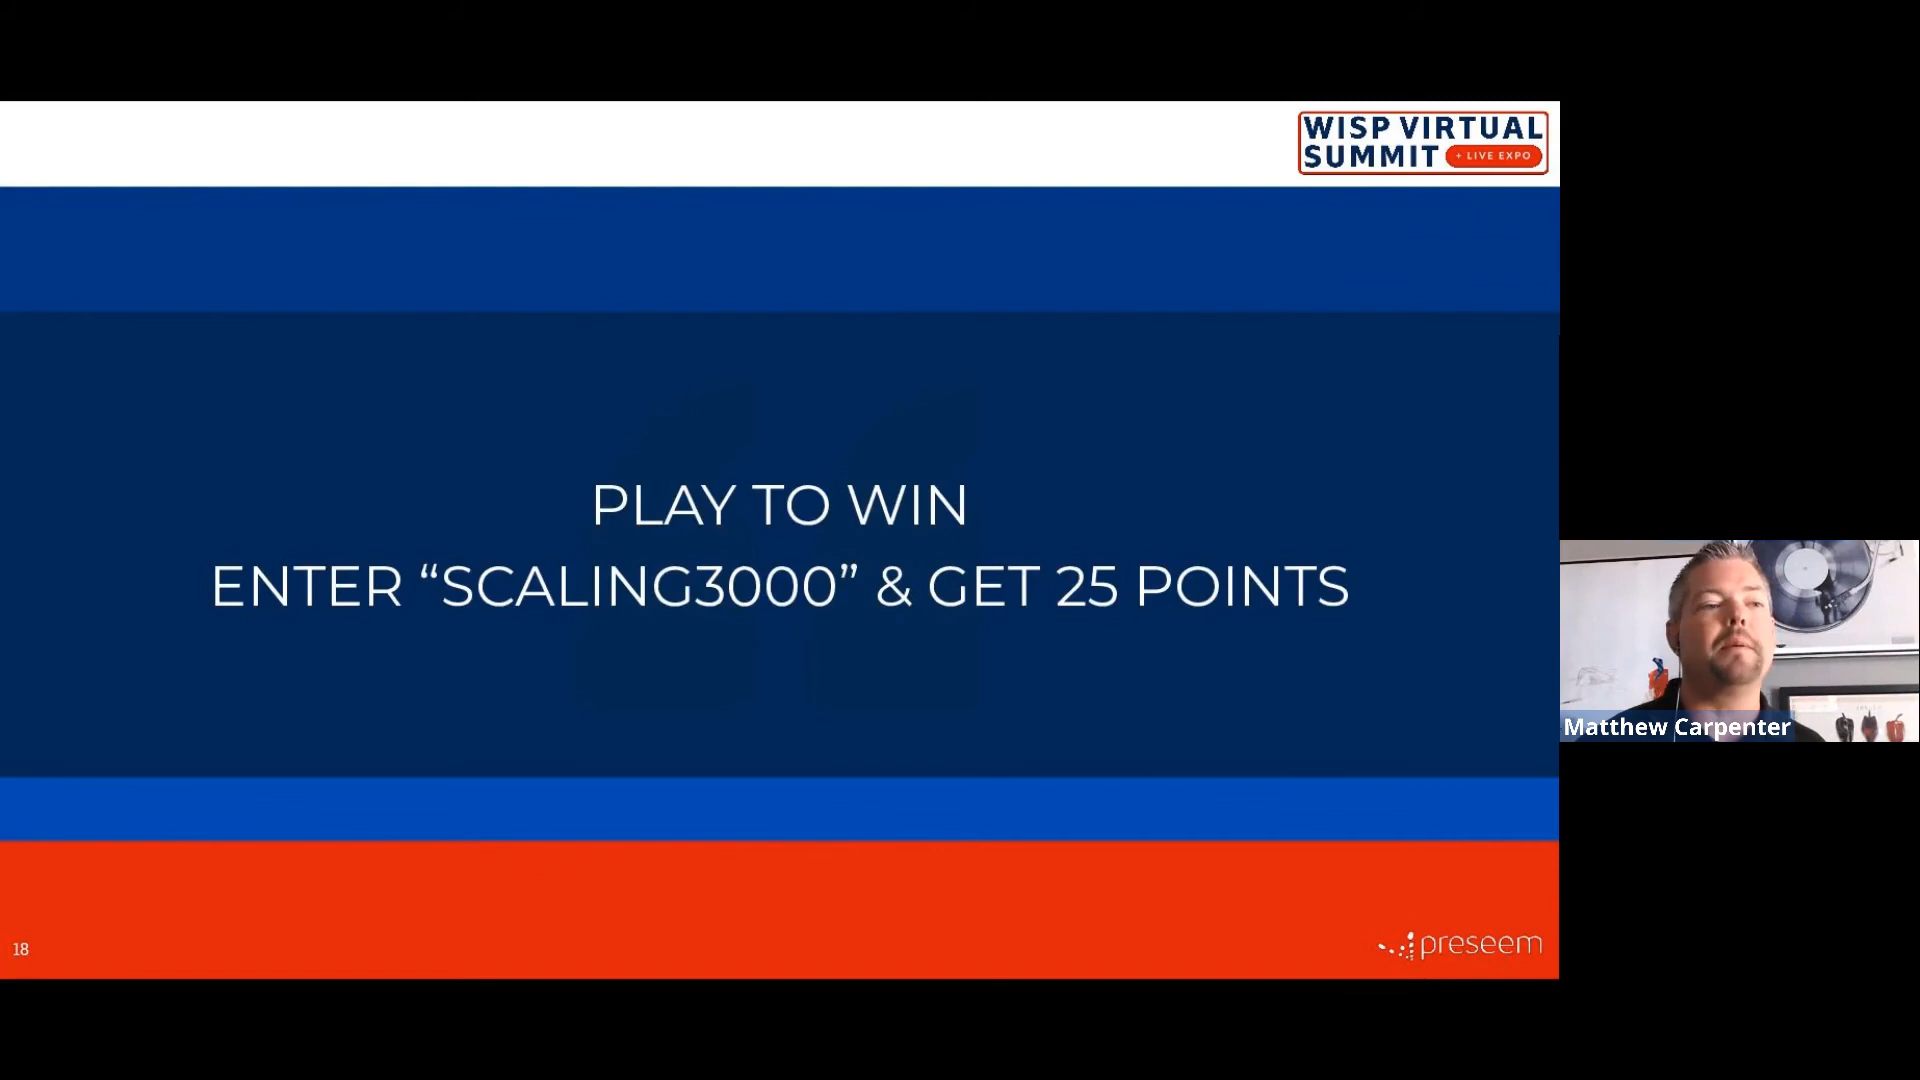 WISP VIRTUAL
SUMMIT + LIVE EXPO
PLAY TO WIN
ENTER “SCALING3000” & GET 25 POINTS
Matthew Carpenter
18
preseem